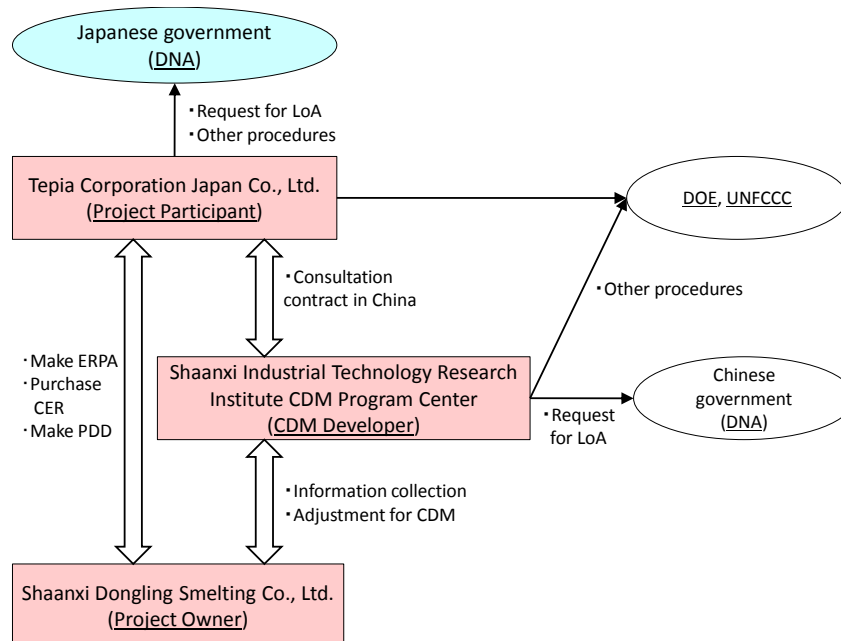 Japanese government
(DNA)
・Request for LoA
・Other procedures
Tepia Corporation Japan Co., Ltd.
(Project Participant)
DOE, UNFCCC
・Consultation
contract in China
・Other procedures
・Make ERPA
・Purchase
CER
・Make PDD
Shaanxi Industrial Technology Research
Institute CDM Program Center
(CDM Developer)
Chinese
government
(DNA)
・Request
for LoA
・Information collection
・Adjustment for CDM
Shaanxi Dongling Smelting Co., Ltd.
(Project Owner)